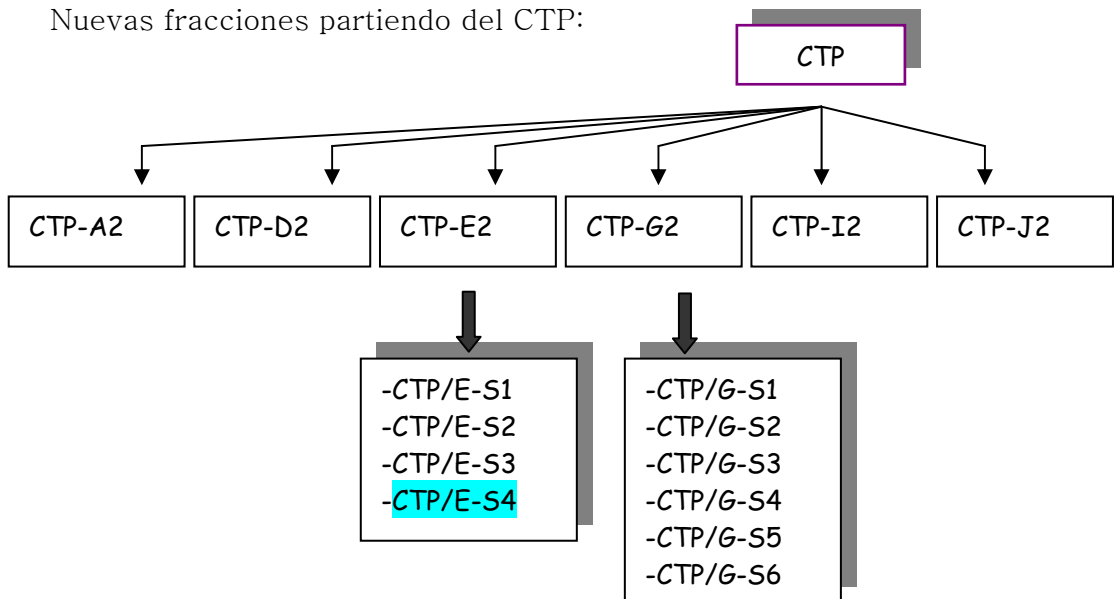 Nuevas fracciones partiendo del CTP:
CTP
CTP-A2
CTP-D2
CTP-E2
CTP-G2
CTP-I2
CTP-J2
-CTP/E-S1
-CTP/E-S2
-CTP/E-S3
-CTP/E-S4
-CTP/G-S1
-CTP/G-S2
-CTP/G-S3
-CTP/G-S4
-CTP/G-S5
-CTP/G-S6